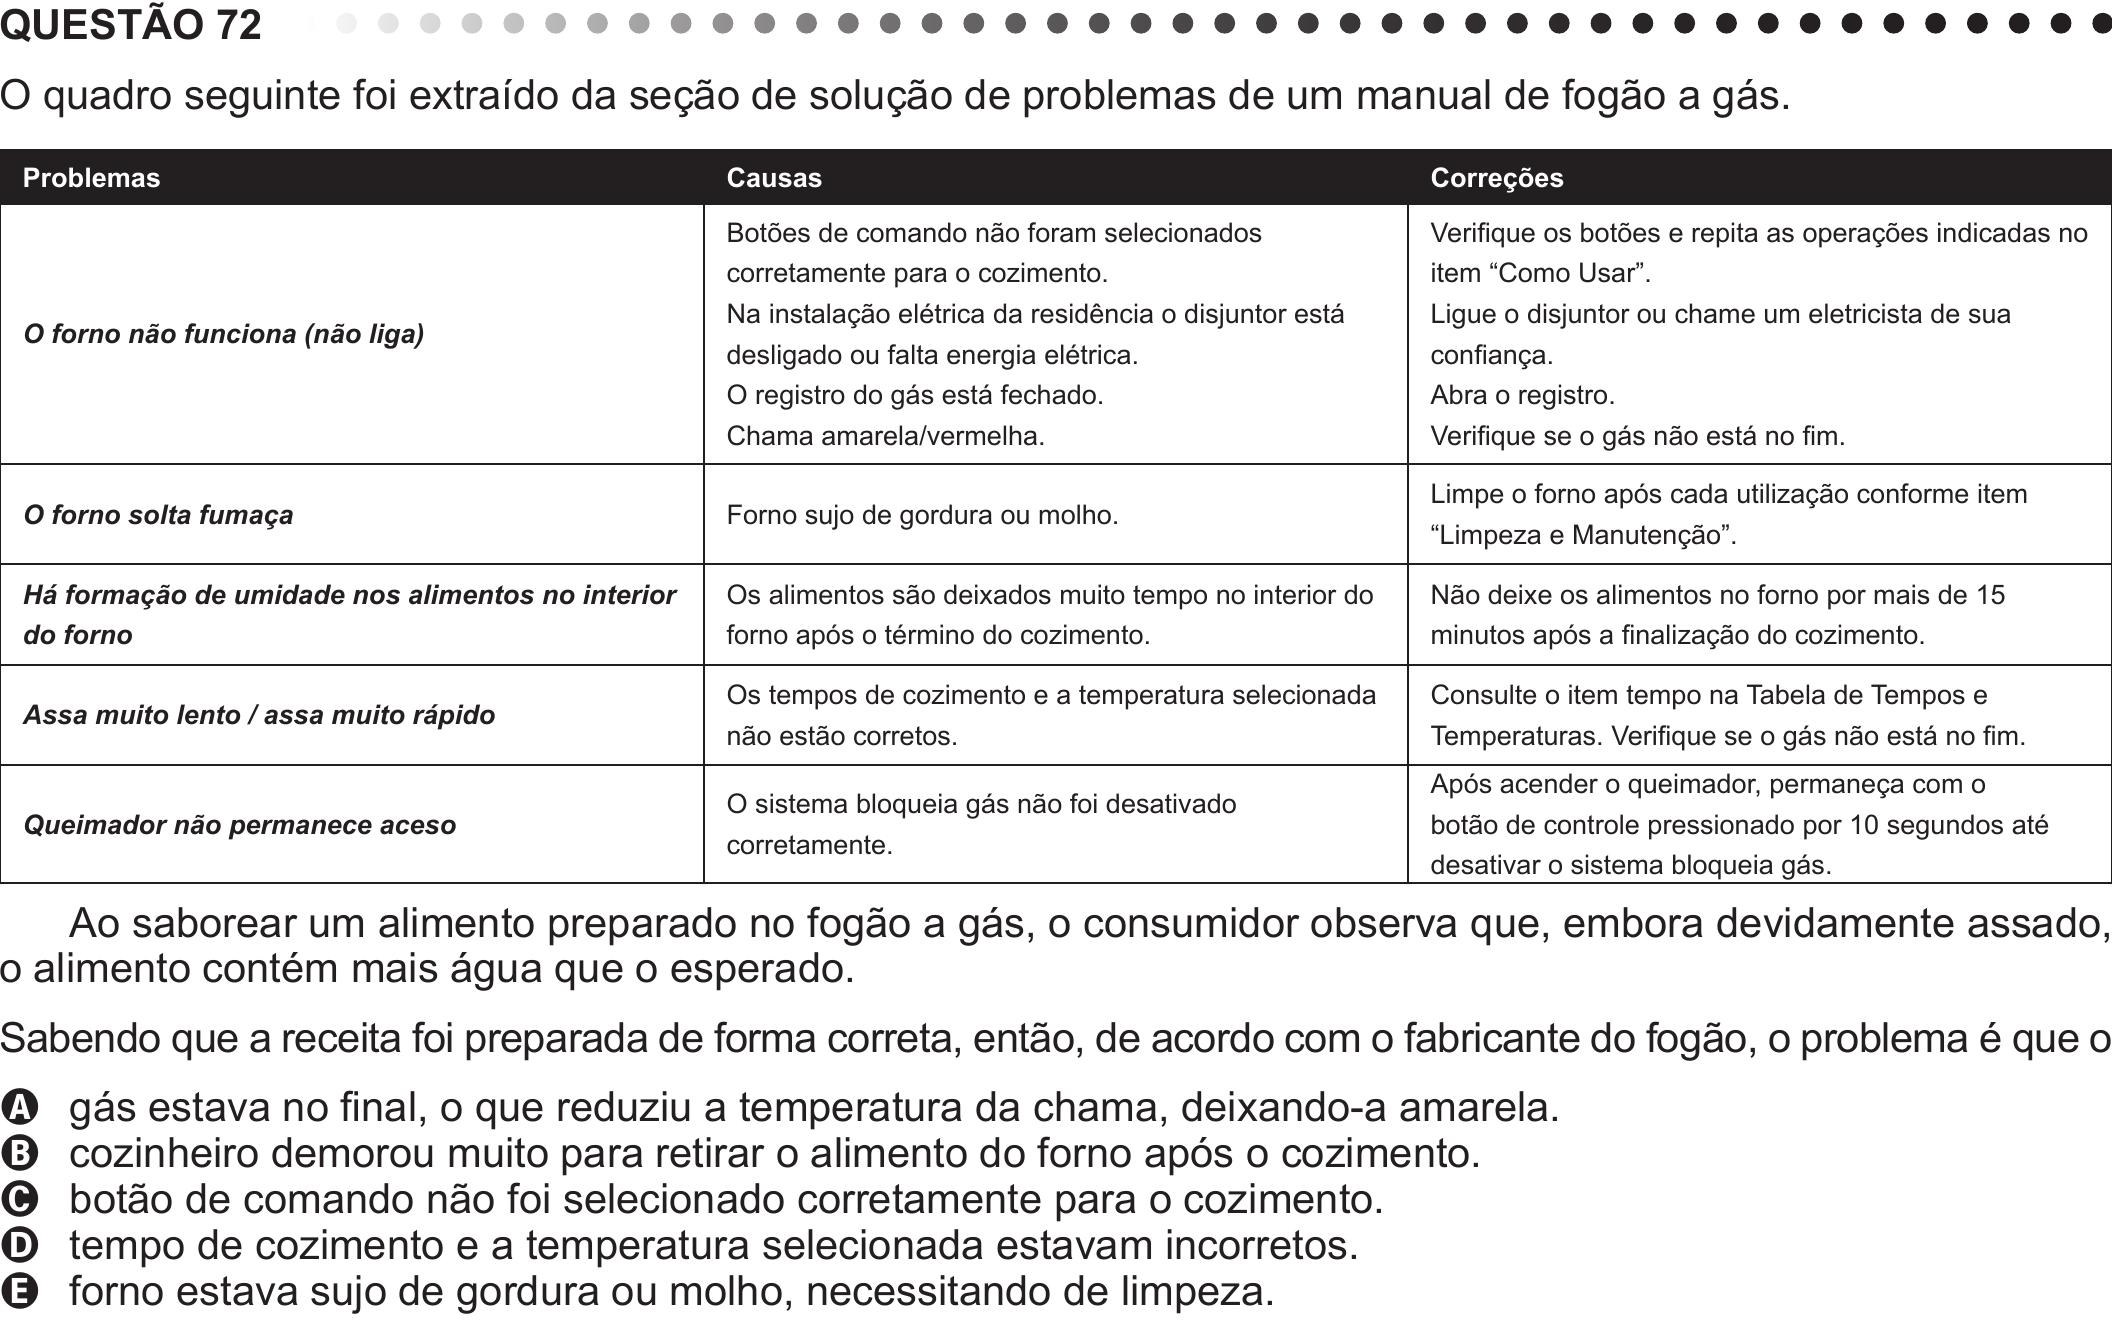 QUESTÃO 72
O quadro seguinte foi extraído da seção de solução de problemas de um manual de fogão a gás.
Problemas Causas Correções
O forno não funciona (não liga)
Botões de comando não foram selecionados
corretamente para o cozimento.
Na instalação elétrica da residência o disjuntor está
desligado ou falta energia elétrica.
O registro do gás está fechado.
Chama amarela/vermelha.
Verifique os botões e repita as operações indicadas no
item “Como Usar”.
Ligue o disjuntor ou chame um eletricista de sua
confiança.
Abra o registro.
Verifique se o gás não está no fim.
O forno solta fumaça
Forno sujo de gordura ou molho.
Limpe o forno após cada utilização conforme item
“Limpeza e Manutenção”.
Há formação de umidade nos alimentos no interior
do forno
Os alimentos são deixados muito tempo no interior do
forno após o término do cozimento.
Não deixe os alimentos no forno por mais de 15
minutos após a finalização do cozimento.
Assa muito lento / assa muito rápido
Os tempos de cozimento e a temperatura selecionada
não estão corretos.
Consulte o item tempo na Tabela de Tempos e
Temperaturas. Verifique se o gás não está no fim.
Queimador não permanece aceso
O sistema bloqueia gás não foi desativado
corretamente.
Após acender o queimador, permaneça com o
botão de controle pressionado por 10 segundos até
desativar o sistema bloqueia gás.
Ao saborear um alimento preparado no fogão a gás, o consumidor observa que, embora devidamente assado,
o alimento contém mais água que o esperado.
Sabendo que a receita foi preparada de forma correta, então, de acordo com o fabricante do fogão, o problema é que o
A gás estava no final, o que reduziu a temperatura da chama, deixando-a amarela.
B cozinheiro demorou muito para retirar o alimento do forno após o cozimento.
C botão de comando não foi selecionado corretamente para o cozimento.
D tempo de cozimento e a temperatura selecionada estavam incorretos.
E forno estava sujo de gordura ou molho, necessitando de limpeza.